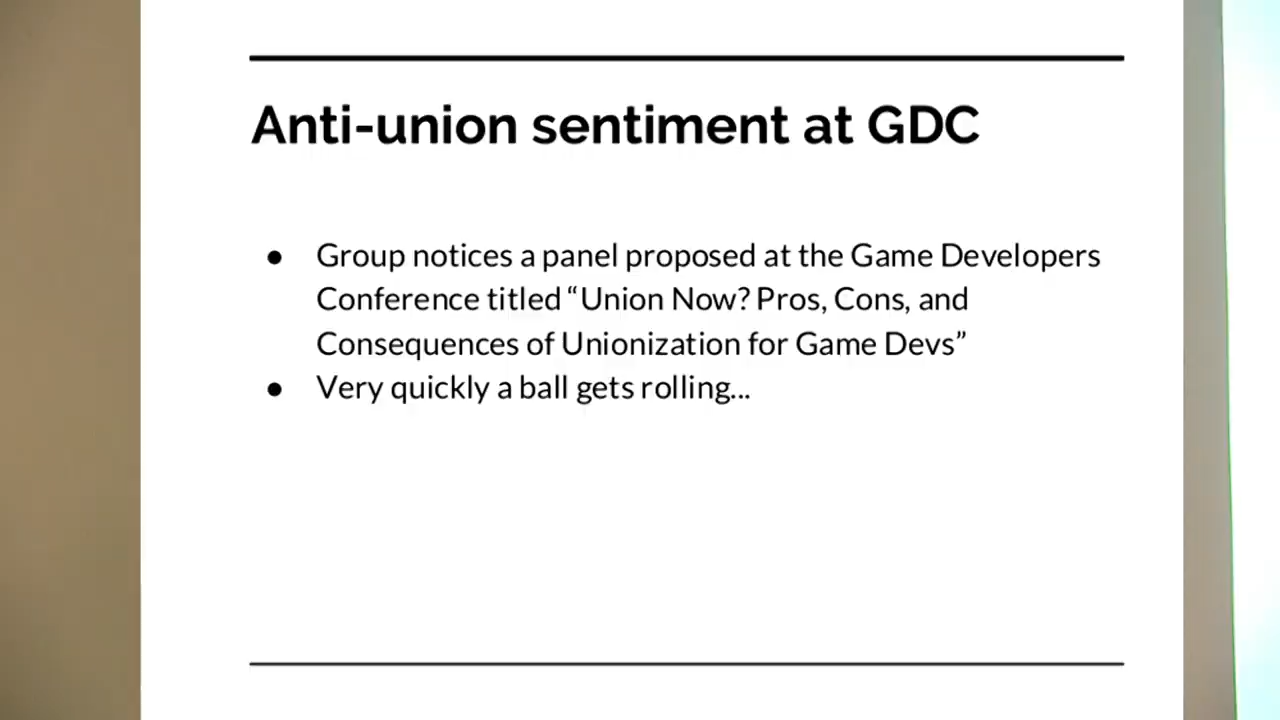 Anti-union sentiment at GDC
● Group notices a panel proposed at the Game Developers
Conference titled “Union Now? Pros, Cons, and
Consequences of Unionization for Game Devs”
● Very quickly a ball gets rolling...